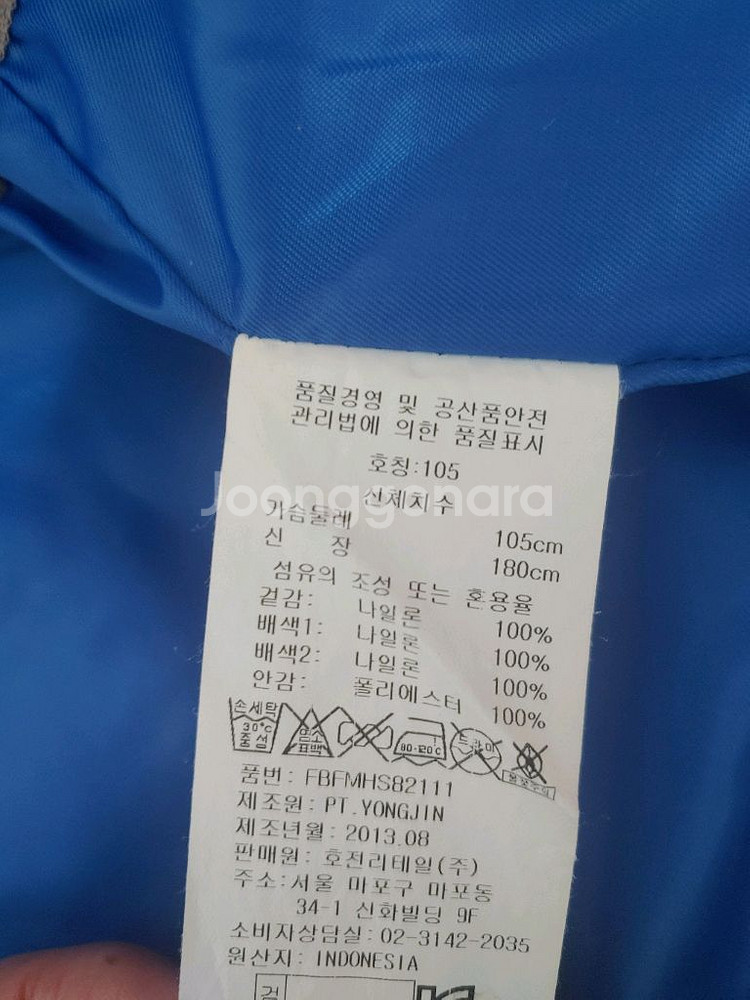 품질경영 및 공산품안전
관리법에 의한 품질표시
호칭:105
Joonggonara
신체치수
가슴둘레 105cm
신 장 180cm
섬유의 조성 또는 혼용율
겉감: 나일론 100%
배색1: 나일론 100%
배색2: 나일론 100%
안감: 폴리에스터 100%
손세탁 30°C 중성 염소 표백 80-120°C 드라이
품번: FBFMHS82111
제조원: PT.YONGJIN
제조년월: 2013.08
판매원: 호전리테일(주)
주소:서울 마포구 마포동
34-1 신화빌딩 9F
소비자상담실: 02-3142-2035
원산지: INDONESIA
검